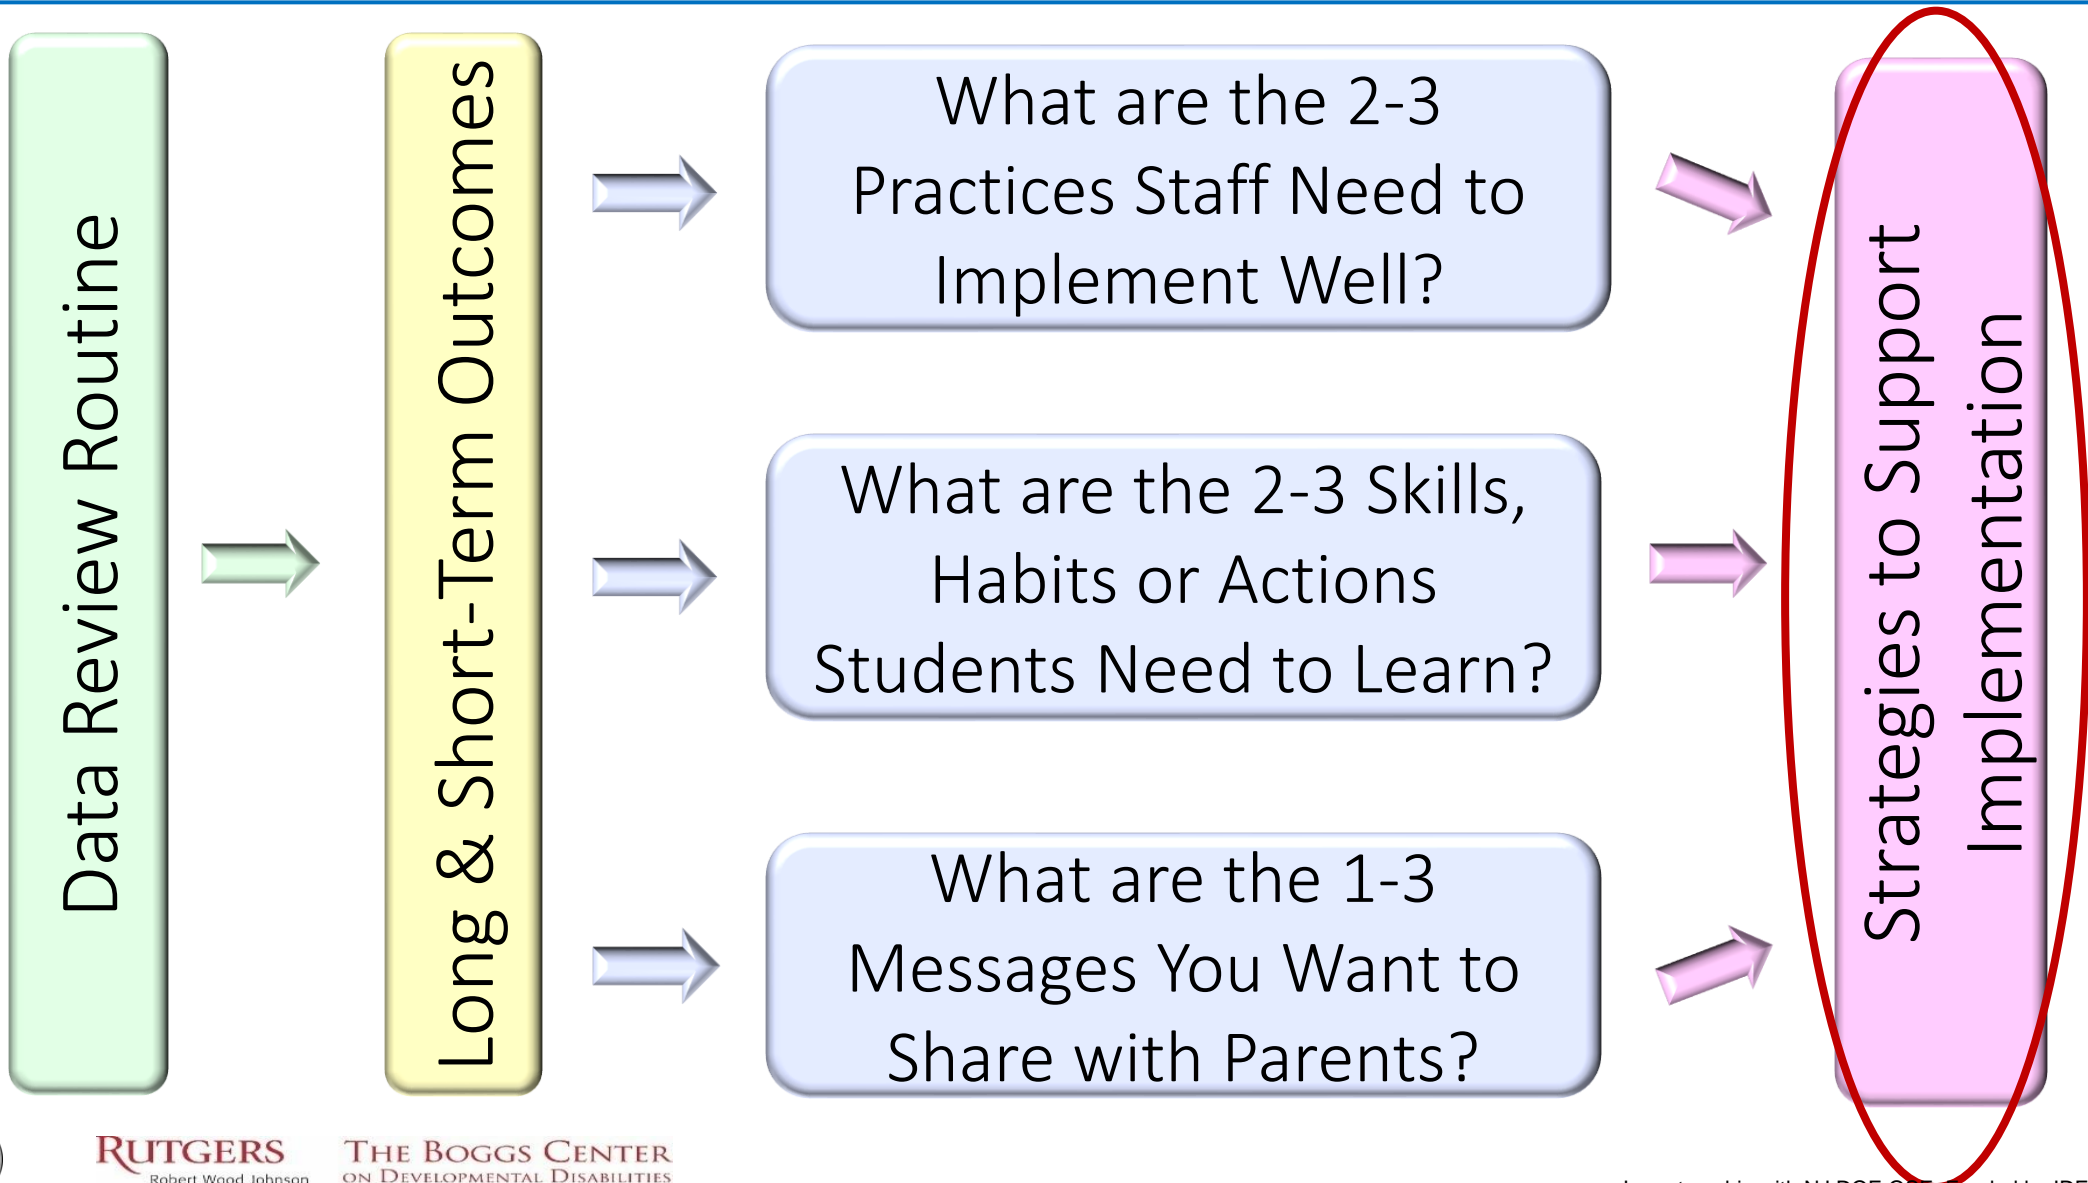 Data Review Routine
Long & Short-Term Outcomes
What are the 2-3
Practices Staff Need to
Implement Well?
What are the 2-3 Skills,
Habits or Actions
Students Need to Learn?
What are the 1-3
Messages You Want to
Share with Parents?
Strategies to Support
Implementation
RUTGERS
Robert Wood Johnson
THE BOGGS CENTER
ON DEVELOPMENTAL DISABILITIES